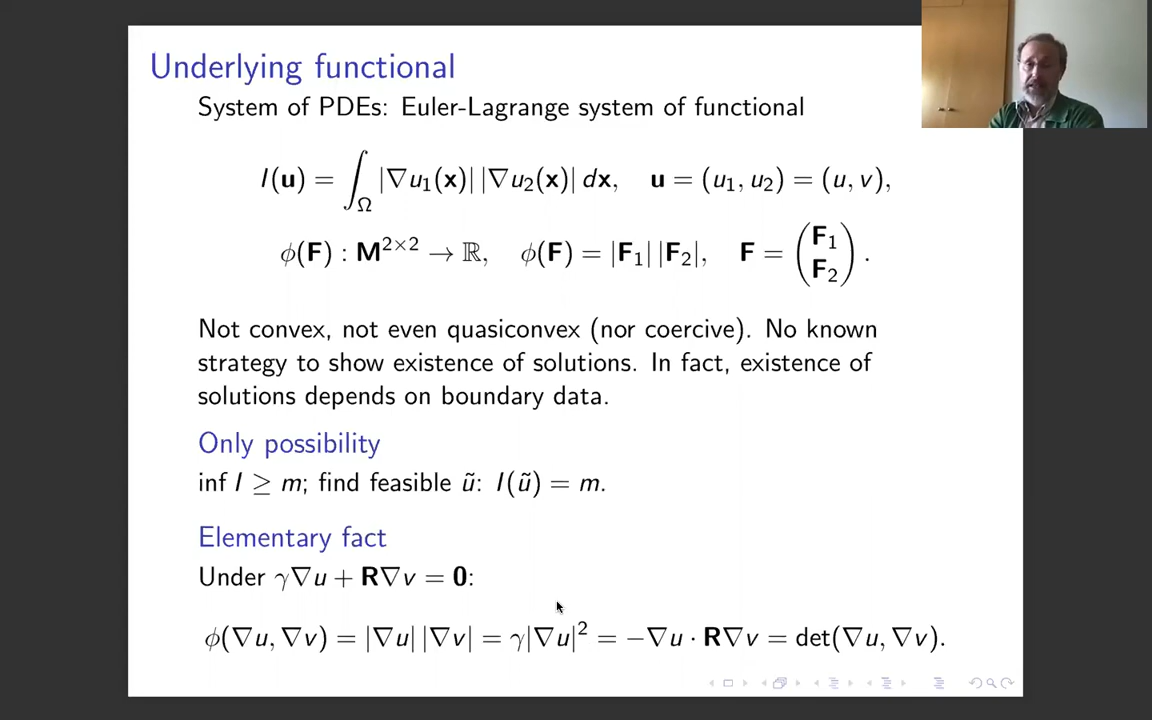 Underlying functional
System of PDEs: Euler-Lagrange system of functional
I(𝐮) = ∫_Ω |∇u₁(𝐱)| |∇u₂(𝐱)| d𝐱, 𝐮 = (u₁, u₂) = (u, v),
ϕ(𝐅) : 𝐌²ˣ² → ℝ, ϕ(𝐅) = |𝐅₁| |𝐅₂|, 𝐅 = (𝐅₁ 𝐅₂).
Not convex, not even quasiconvex (nor coercive). No known
strategy to show existence of solutions. In fact, existence of
solutions depends on boundary data.
Only possibility
inf I ≥ m; find feasible ũ: I(ũ) = m.
Elementary fact
Under γ∇u + 𝐑∇v = 𝟎:
ϕ(∇u, ∇v) = |∇u| |∇v| = γ|∇u|² = −∇u · 𝐑∇v = det(∇u, ∇v).